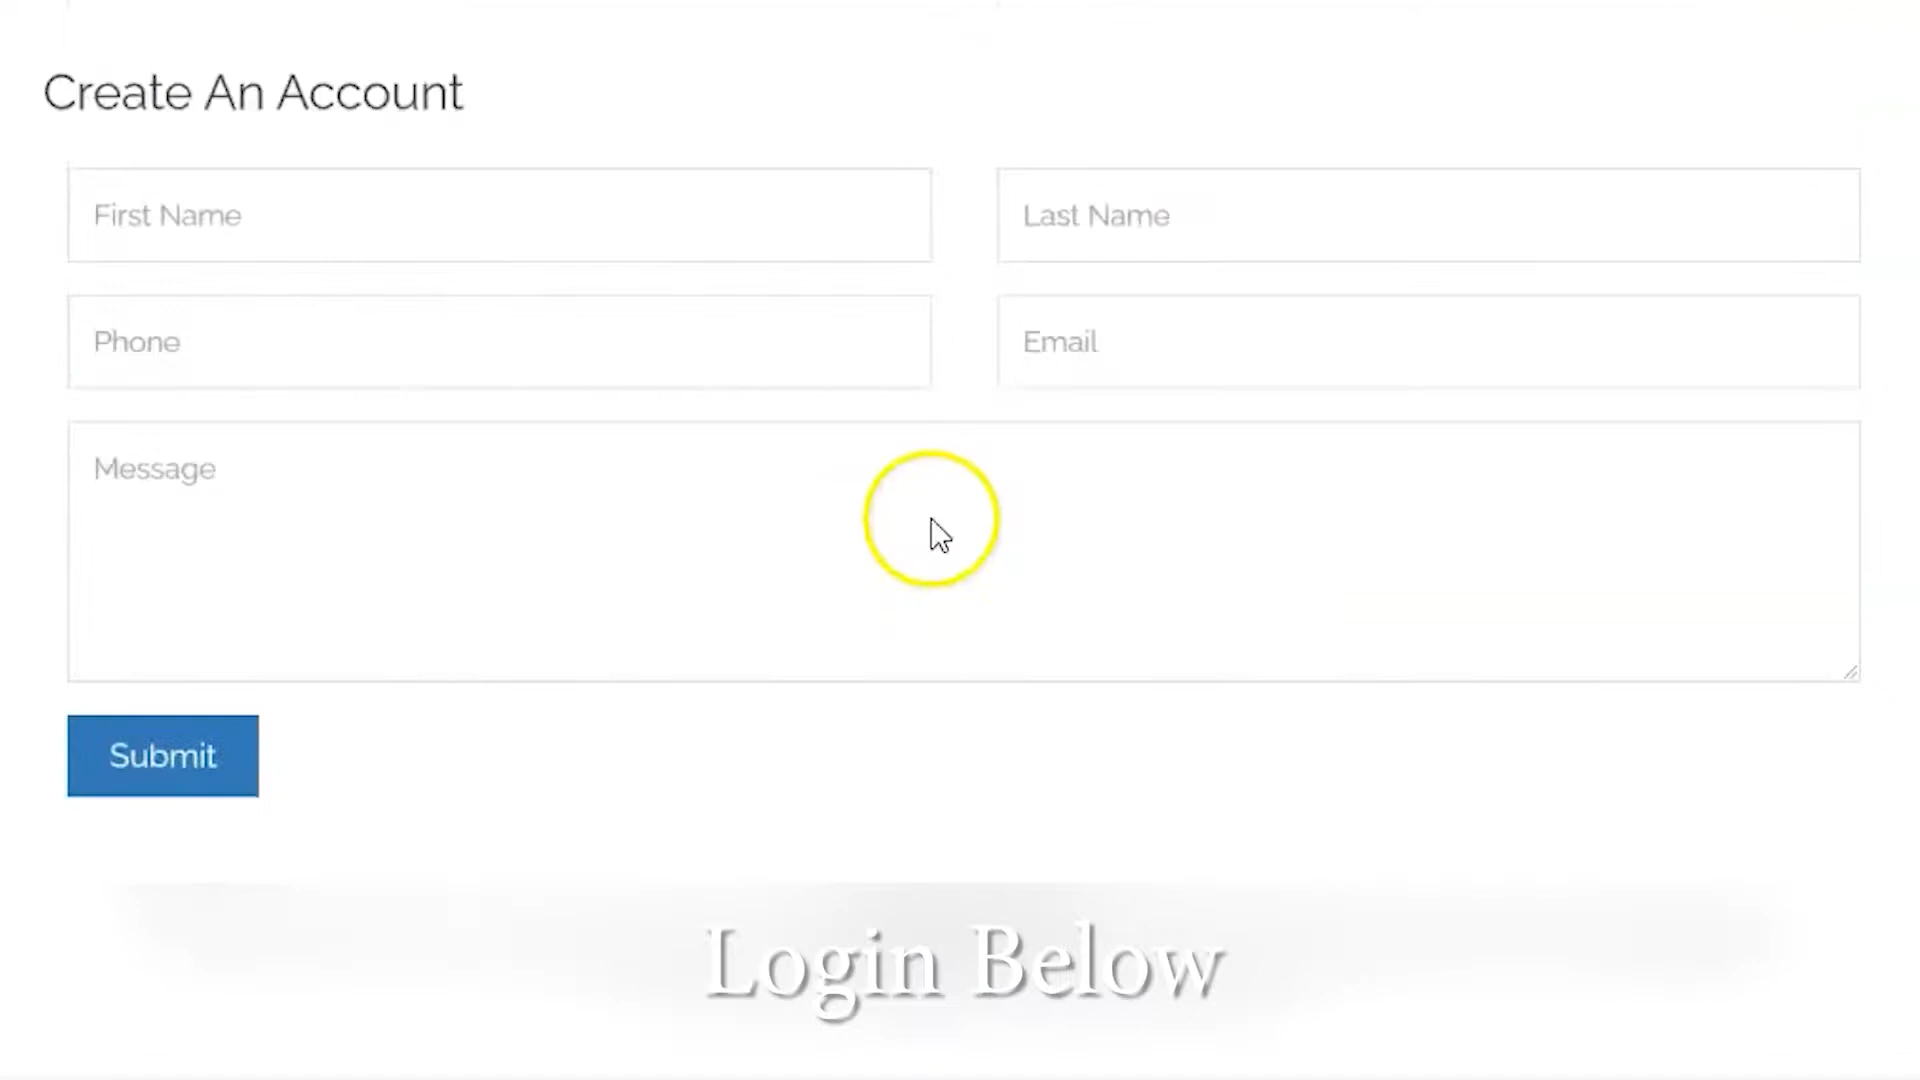 Create An Account
First Name
Last Name
Phone
Email
Message
Submit
Login Below